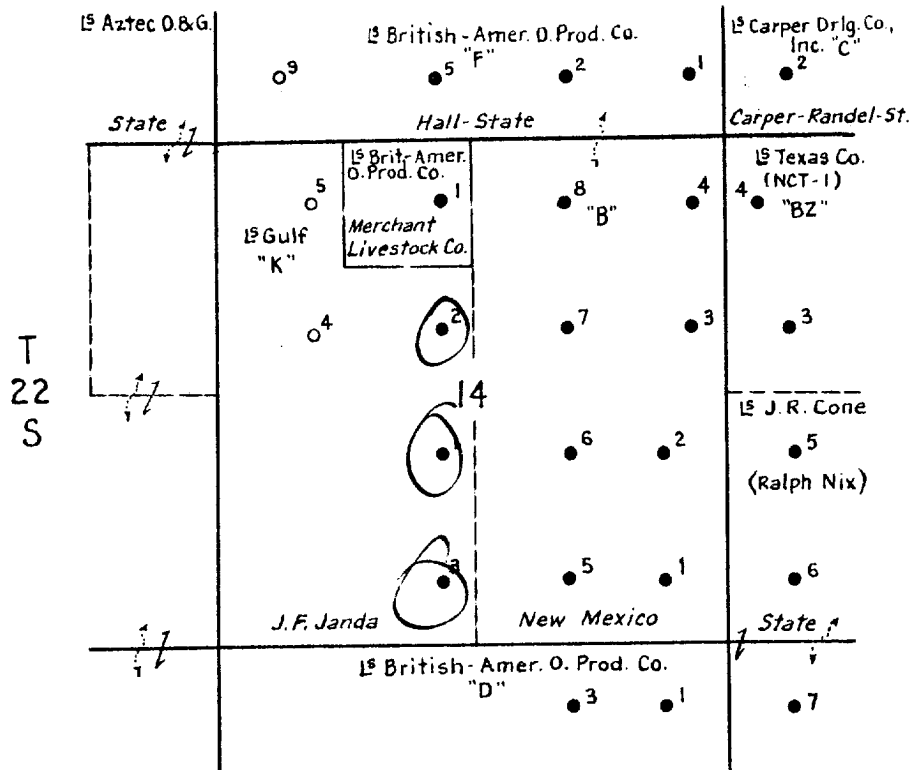 Ls Aztec O.& G.
Ls British-Amer. O. Prod. Co.
"F"
Ls Carper Drlg. Co.,
Inc. "C"
9
5
2
1
2
State
Hall-State
Carper-Randel-St.
Ls Brit-Amer.
O. Prod. Co.
Ls Texas Co.
(NCT-1)
"BZ"
5
1
8
"B"
4
4
Merchant
Livestock Co.
Ls Gulf
"K"
4
2
7
3
3
T
22
S
14
Ls J. R. Cone
1
6
2
5
(Ralph Nix)
3
5
1
6
J. F. Janda
New Mexico
State
Ls British-Amer. O. Prod. Co.
"D"
3
1
7